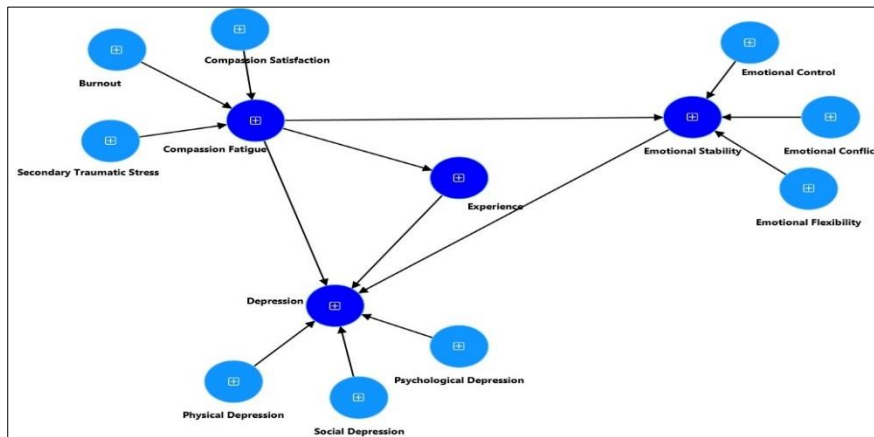 Compassion Satisfaction
Burnout
Emotional Control
Compassion Fatigue
Emotional Stability
Emotional Conflic
Secondary Traumatic Stress
Experience
Emotional Flexibility
Depression
Psychological Depression
Physical Depression
Social Depression